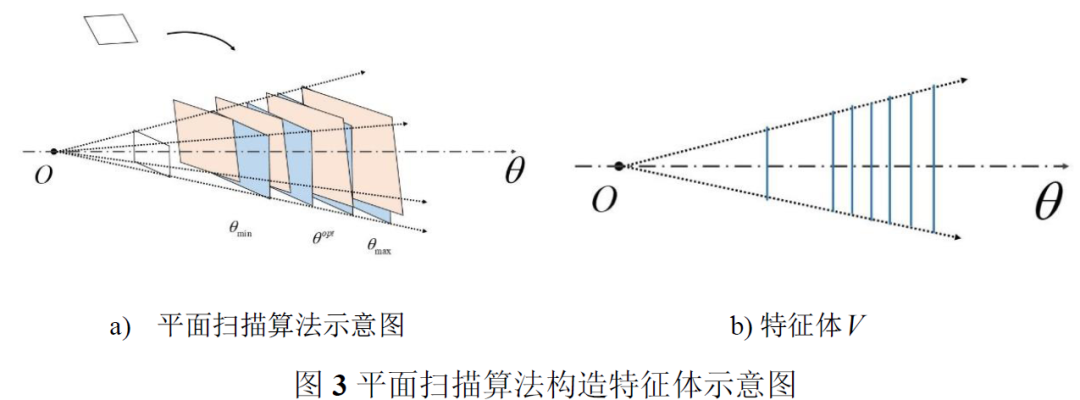 O
θ
θmin
θopt
θmax
O
θ
a) 平面扫描算法示意图
b) 特征体V
图 3 平面扫描算法构造特征体示意图